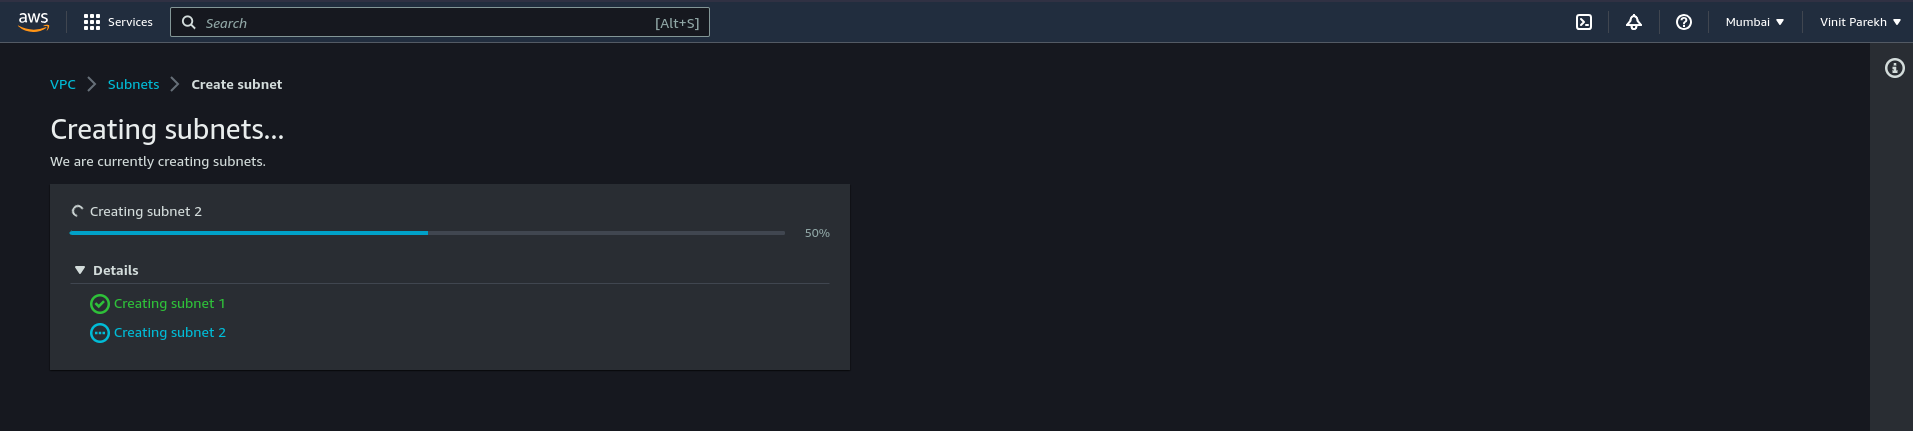 aws Services Search [Alt+S] Mumbai Vinit Parekh
VPC Subnets Create subnet
Creating subnets...
We are currently creating subnets.
Creating subnet 2
50%
Details
Creating subnet 1
Creating subnet 2